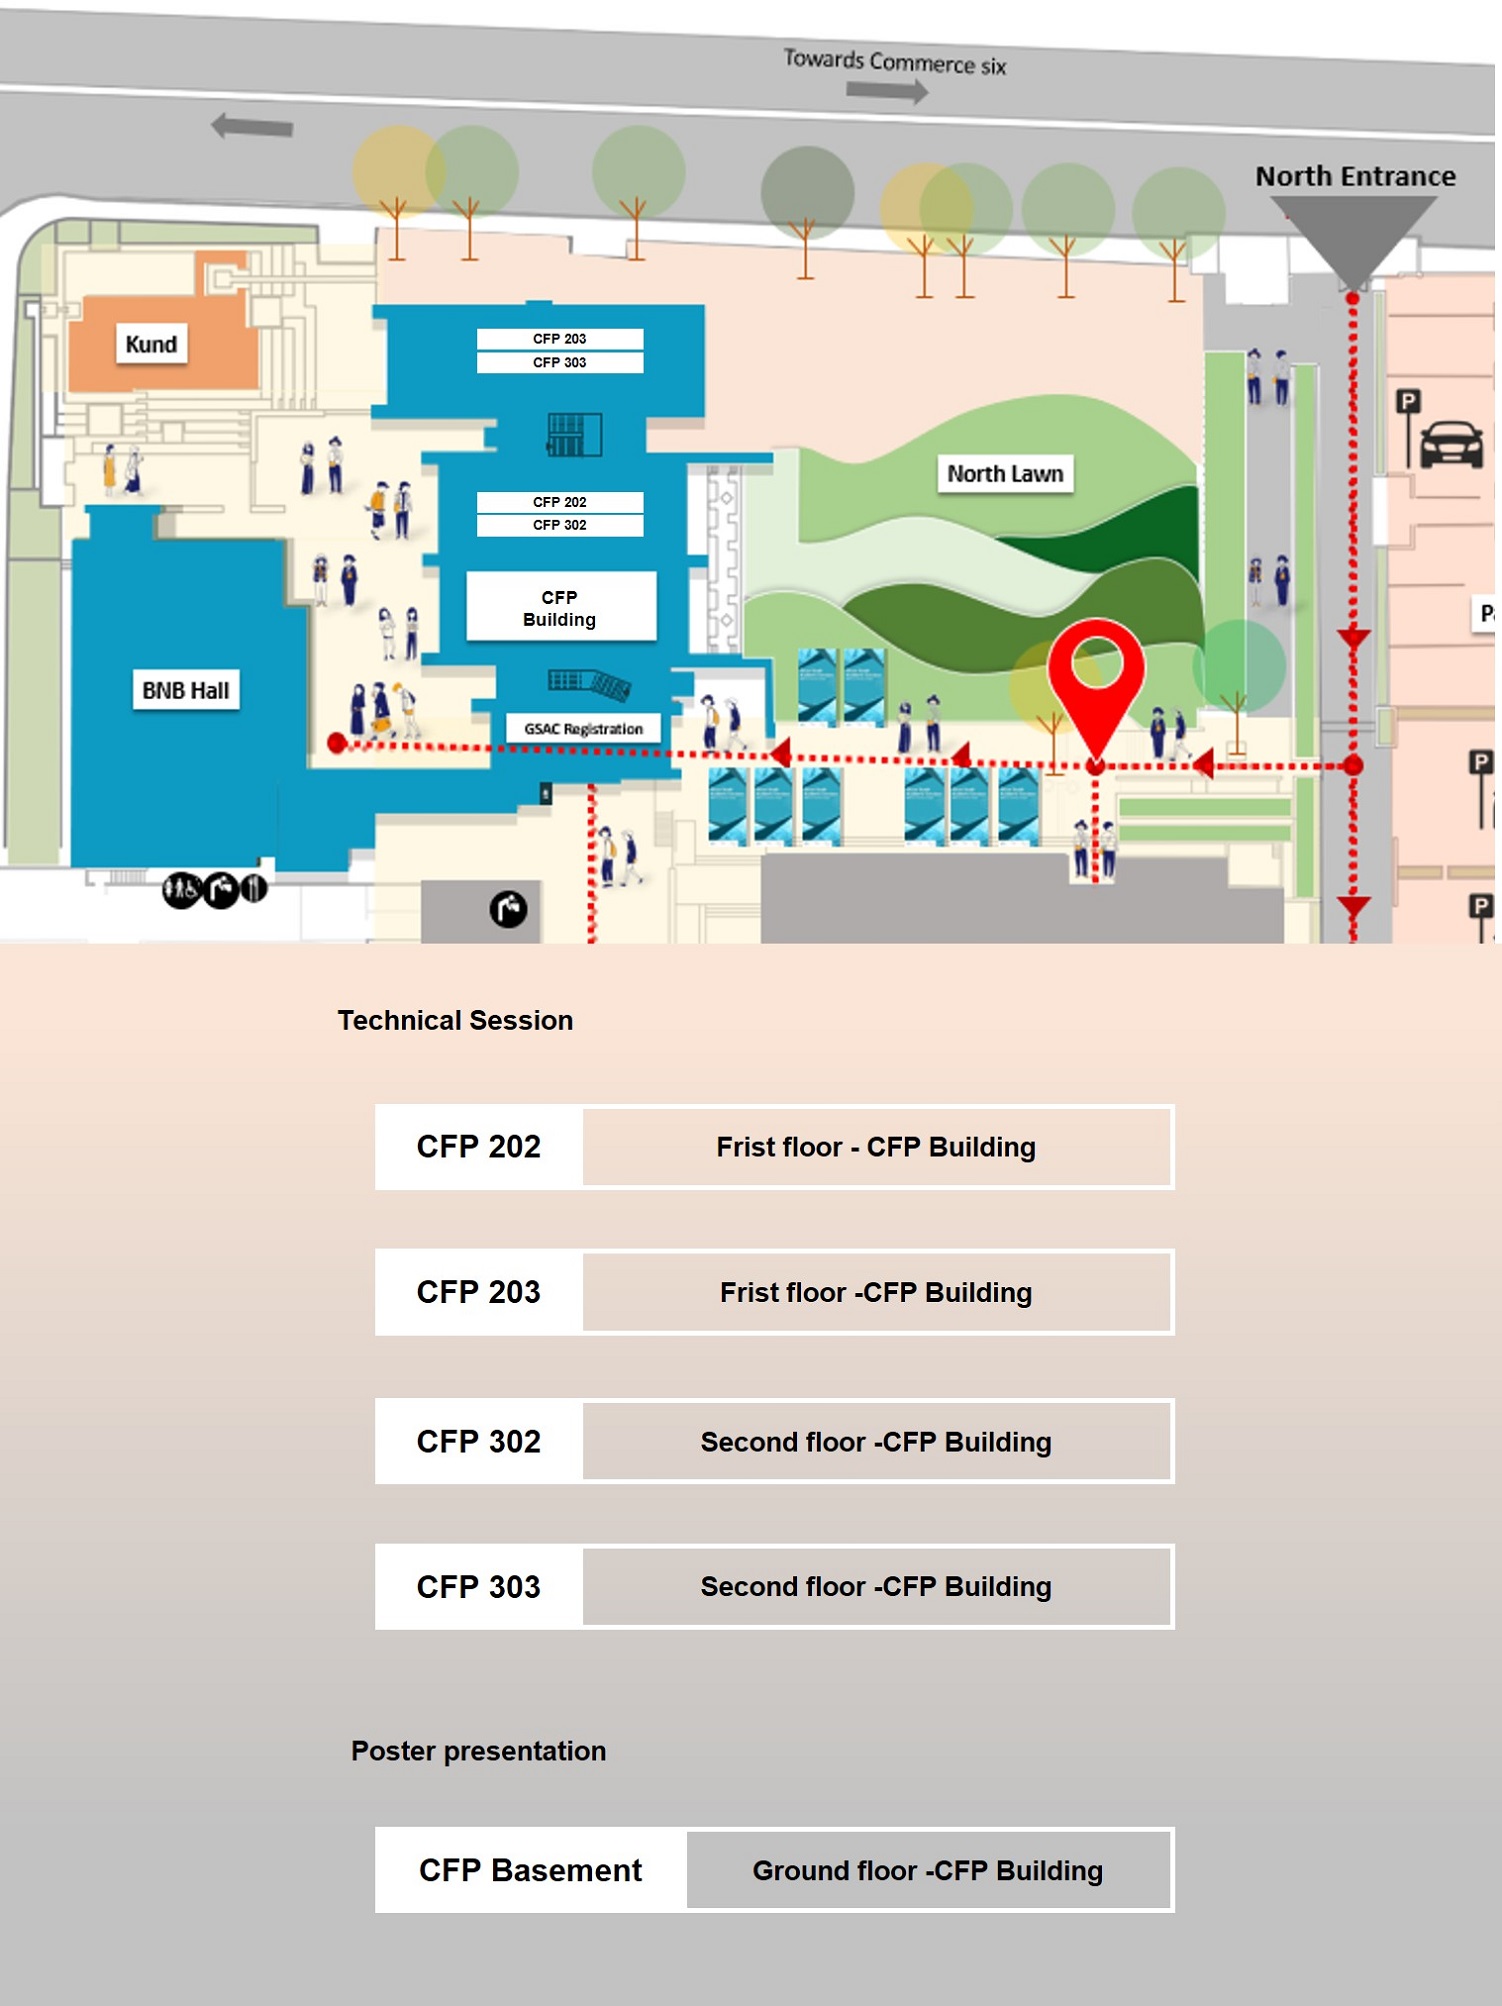 Towards Commerce six
North Entrance
Kund
CFP 203
CFP 303
P
North Lawn
CFP 202
CFP 302
CFP
Building
BNB Hall
GSAC Registration
P
P
Technical Session
CFP 202
Frist floor - CFP Building
CFP 203
Frist floor -CFP Building
CFP 302
Second floor -CFP Building
CFP 303
Second floor -CFP Building
Poster presentation
CFP Basement
Ground floor -CFP Building